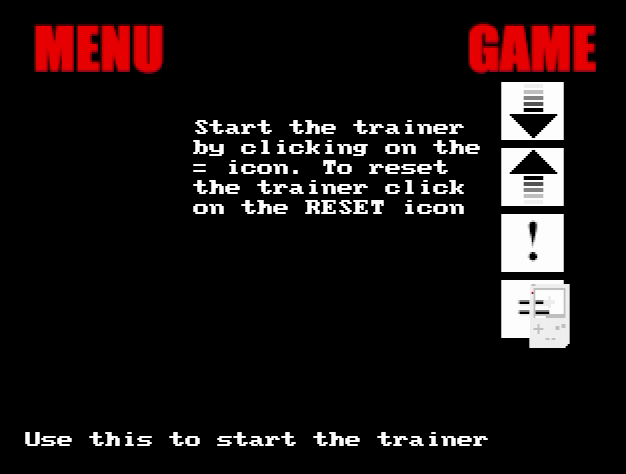 MENU
GAME
Start the trainer
by clicking on the
= icon. To reset
the trainer click
on the RESET icon
!
=
Use this to start the trainer